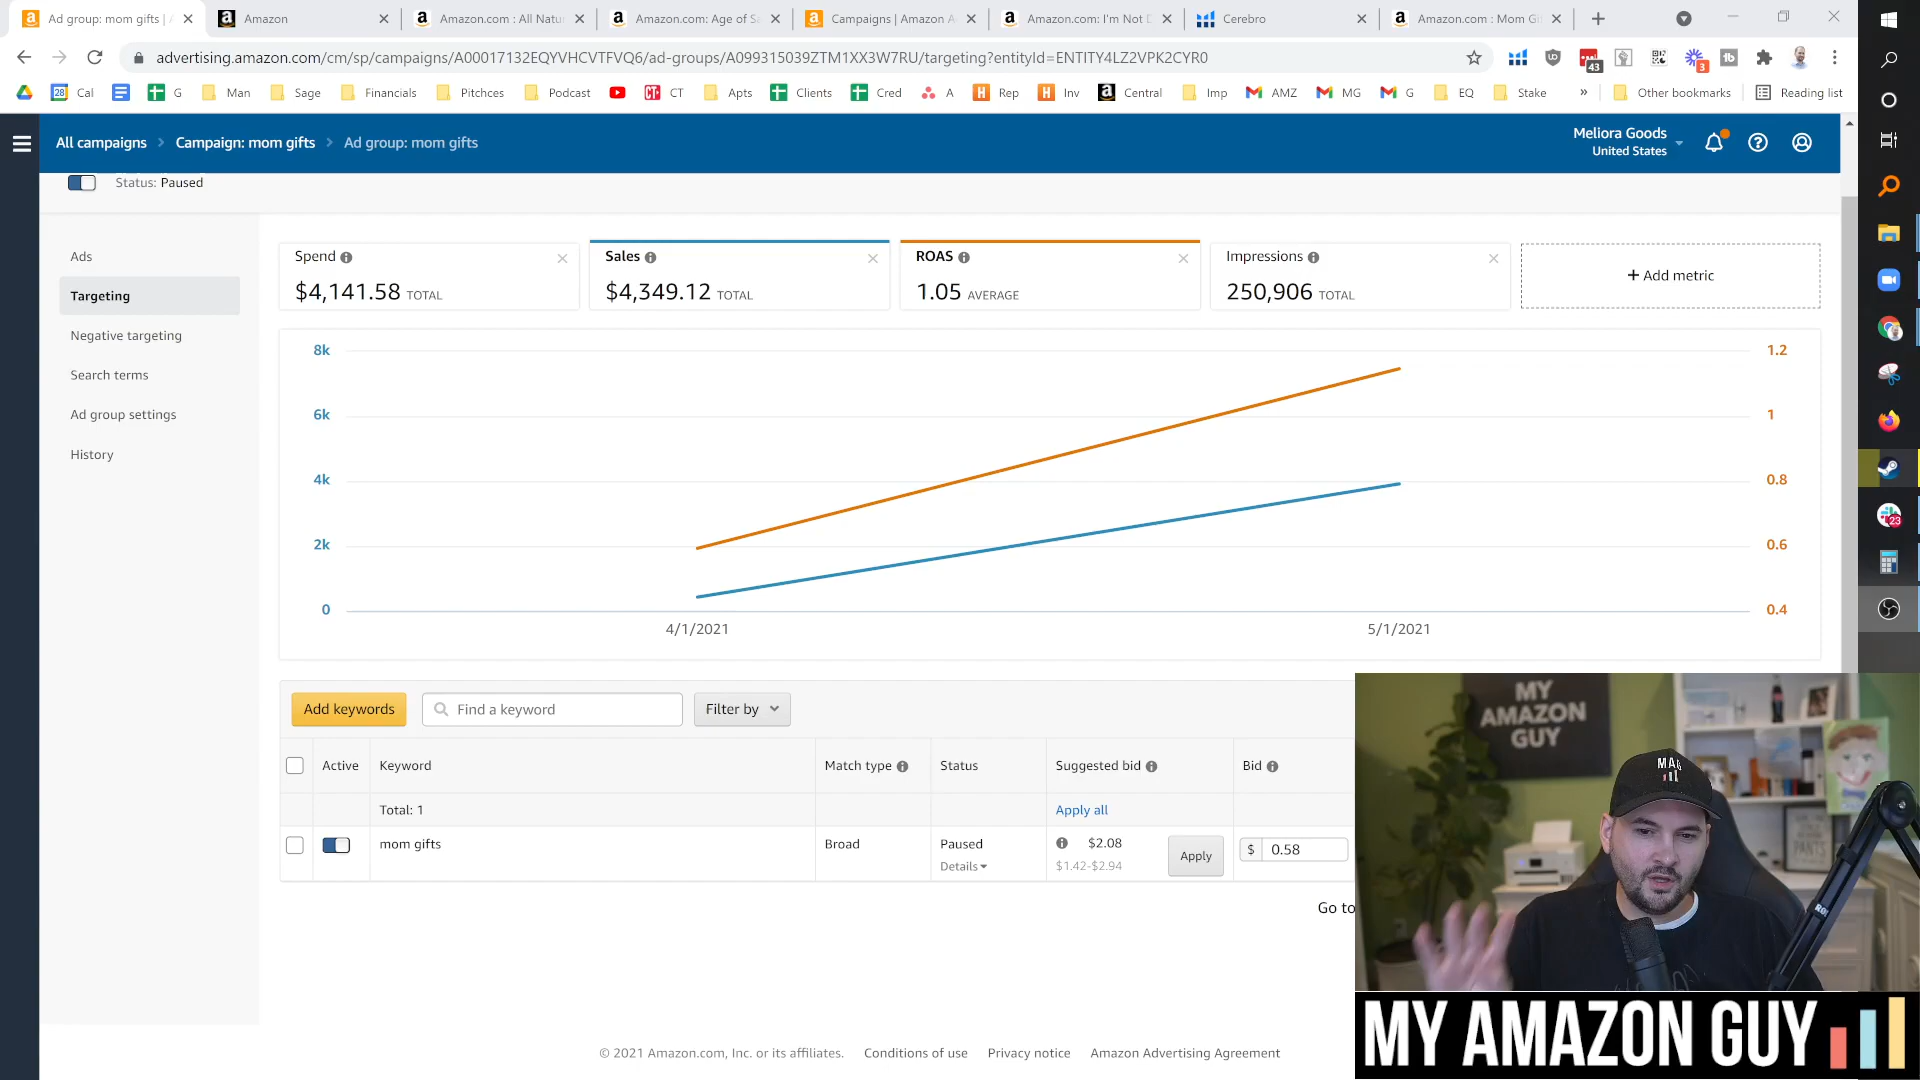 Ad group: mom gifts |
Amazon
Amazon.com : All Natu
Amazon.com: Age of S
Campaigns | Amazon A
Amazon.com: I'm Not D
Cerebro
Amazon.com : Mom G
advertising.amazon.com/cm/sp/campaigns/A00017132EQYVHCVTFVQ6/ad-groups/A099315039ZTM1XX3W7RU/targeting?entityId=ENTITY4LZ2VPK2CYR0
43
3
tb
28 Cal
G
Man
Sage
Financials
Pitchces
Podcast
CT CT
Apts
Clients
Cred
A
H Rep
H Inv
Central
Imp
AMZ
MG
G
EQ
Stake
»
Other bookmarks
Reading list
All campaigns > Campaign: mom gifts > Ad group: mom gifts
Meliora Goods
United States
Status: Paused
Ads
Targeting
Negative targeting
Search terms
Ad group settings
History
Spend
$4,141.58 TOTAL
Sales
$4,349.12 TOTAL
ROAS
1.05 AVERAGE
Impressions
250,906 TOTAL
+ Add metric
8k
6k
4k
2k
0
1.2
1
0.8
0.6
0.4
4/1/2021
5/1/2021
Add keywords
Find a keyword
Filter by
Active
Keyword
Match type
Status
Suggested bid
Bid
Total: 1
Apply all
mom gifts
Broad
Paused
Details
$2.08
$1.42-$2.94
Apply
$ 0.58
Go to
© 2021 Amazon.com, Inc. or its affiliates.
Conditions of use
Privacy notice
Amazon Advertising Agreement
23
MY
AMAZON
GUY
MAG
MY AMAZON GUY